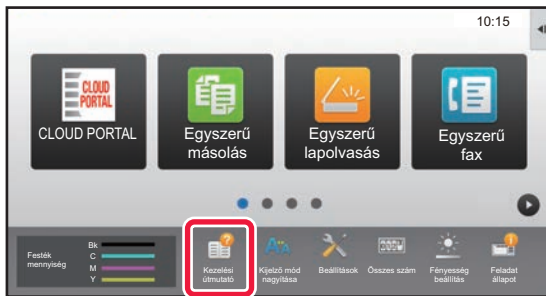 10:15
CLOUD
PORTAL
CLOUD PORTAL
Egyszerű
másolás
Egyszerű
lapolvasás
Egyszerű
fax
Festék
mennyiség
Bk
C
M
Y
Kezelési
útmutató
Kijelző mód
nagyítása
Beállítások
Összes szám
Fényesség
beállítás
Feladat
állapot